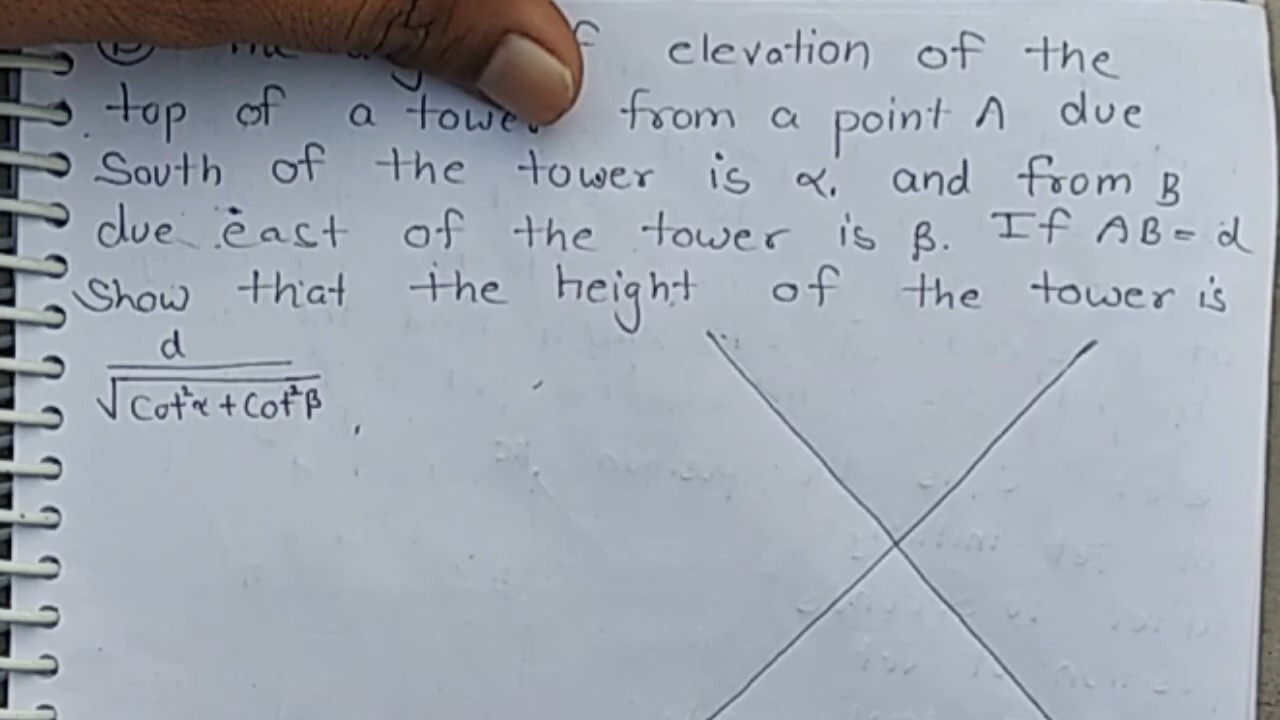 elevation of the
top of a tower from a point A due
South of the tower is α. and from B
due east of the tower is β. If AB = d
Show that the height of the tower is
d
√Cot²α + Cot²β